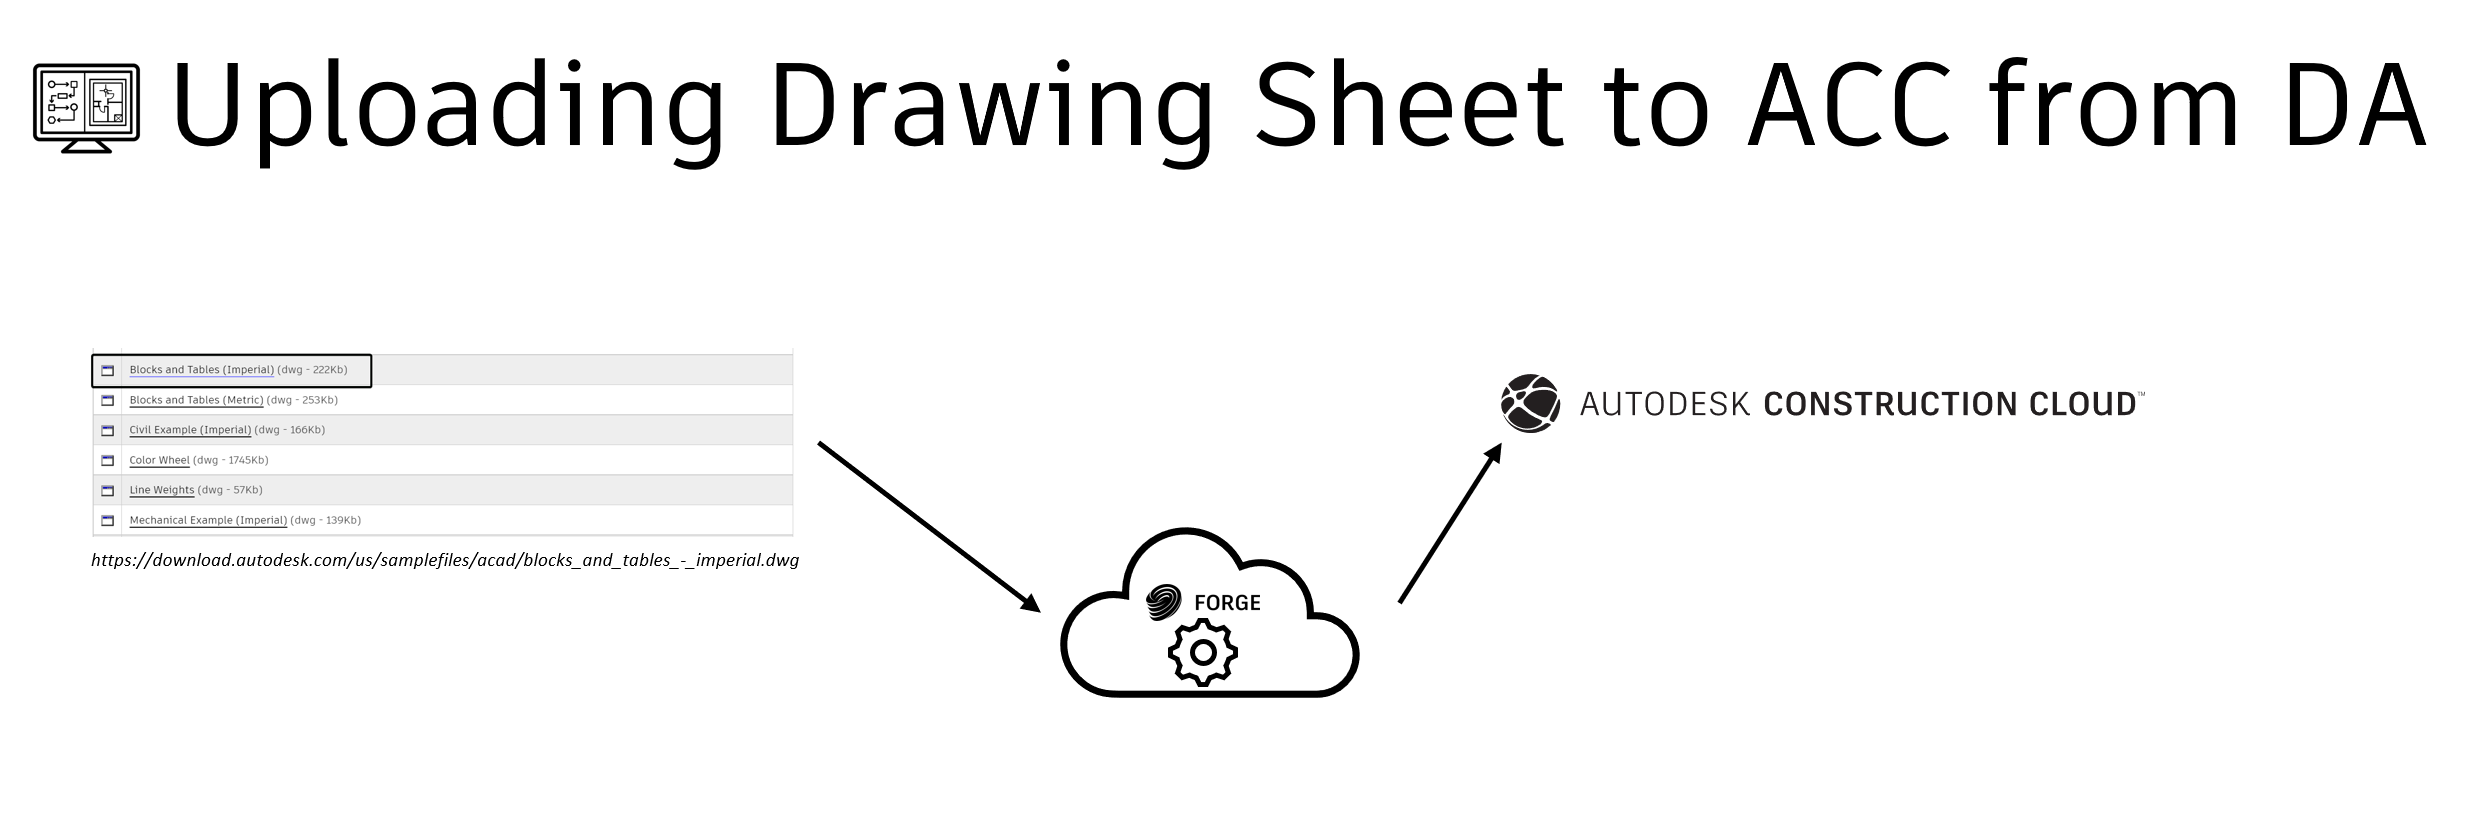 Uploading Drawing Sheet to ACC from DA
Blocks and Tables (Imperial) (dwg - 222Kb)
Blocks and Tables (Metric) (dwg - 253Kb)
Civil Example (Imperial) (dwg - 166Kb)
Color Wheel (dwg - 1745Kb)
Line Weights (dwg - 57Kb)
Mechanical Example (Imperial) (dwg - 139Kb)
https://download.autodesk.com/us/samplefiles/acad/blocks_and_tables_-_imperial.dwg
AUTODESK CONSTRUCTION CLOUD™
FORGE